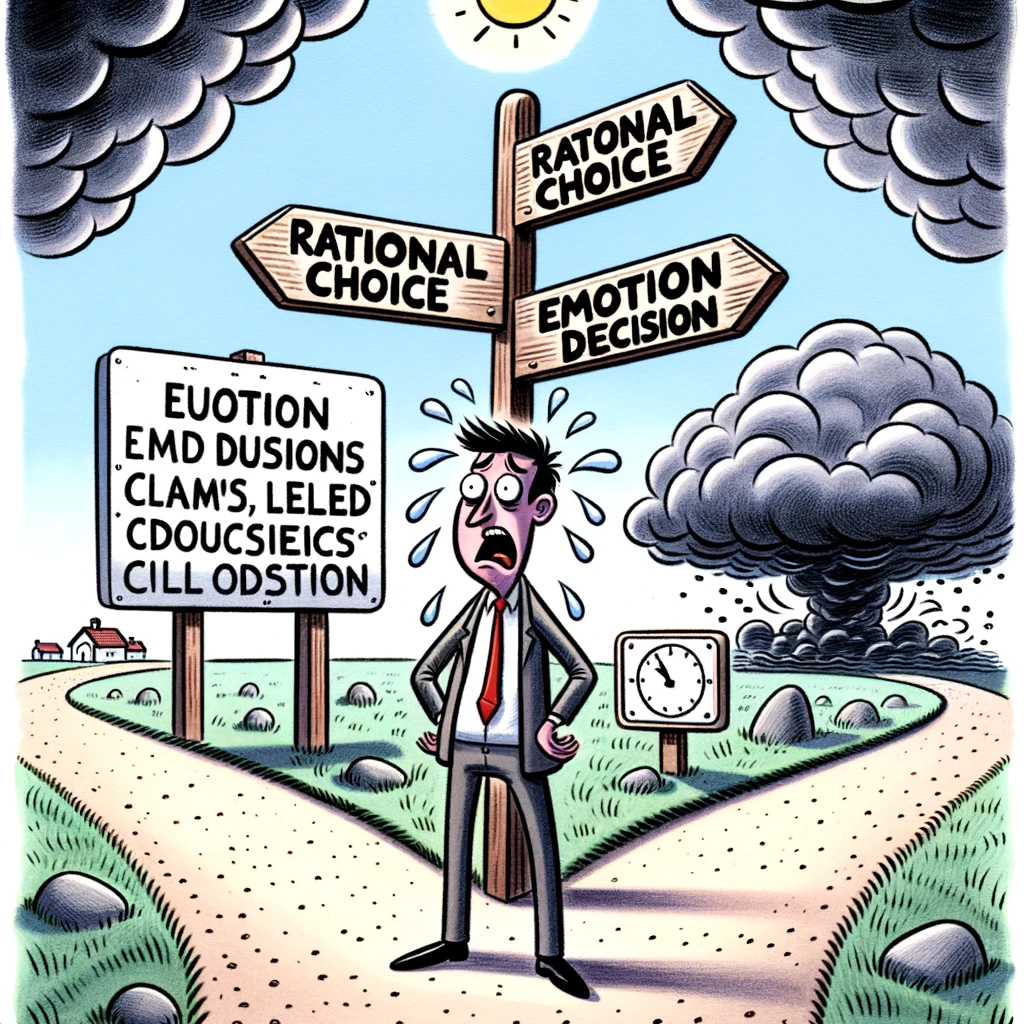 RATONAL
CHOICE
RATIONAL
CHOICE
EMOTION
DECISION
EUOTION
EMD DUSIONS
CLAM'S, LELED
CDOUCSIEICS
CILL ODSTION